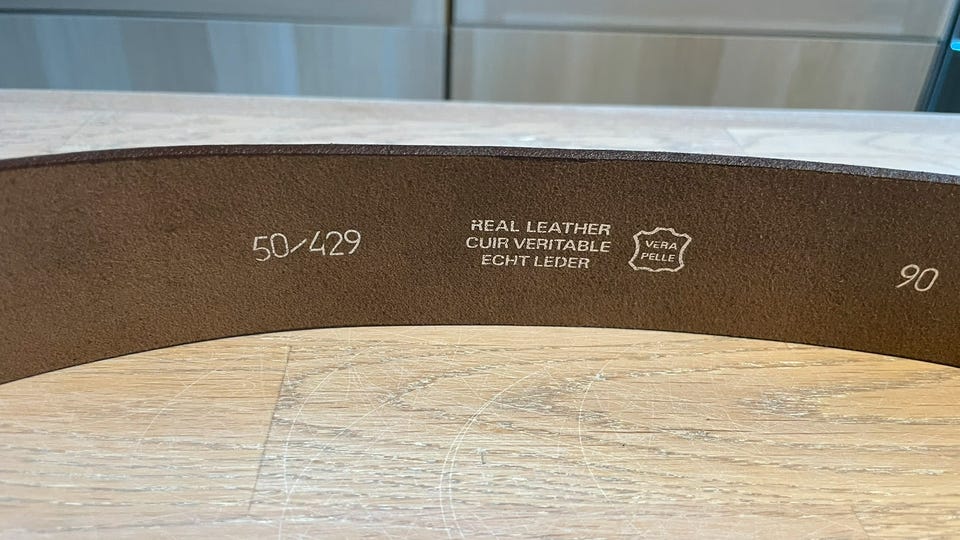 50/429
REAL LEATHER
CUIR VERITABLE
ECHT LEDER
VERA
PELLE
90